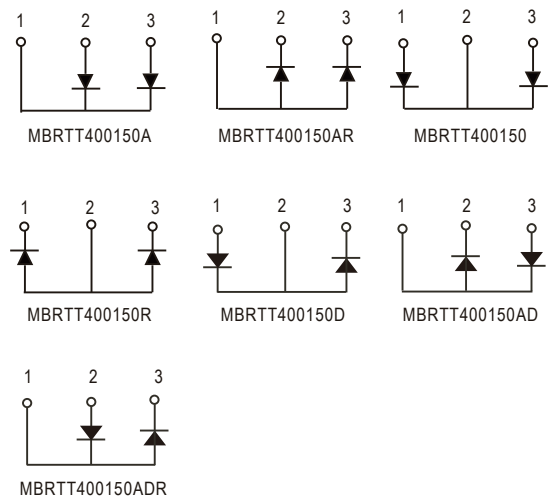 1 2 3 1 2 3 1 2 3
MBRTT400150A MBRTT400150AR MBRTT400150
1 2 3 1 2 3 1 2 3
MBRTT400150R MBRTT400150D MBRTT400150AD
1 2 3
MBRTT400150ADR